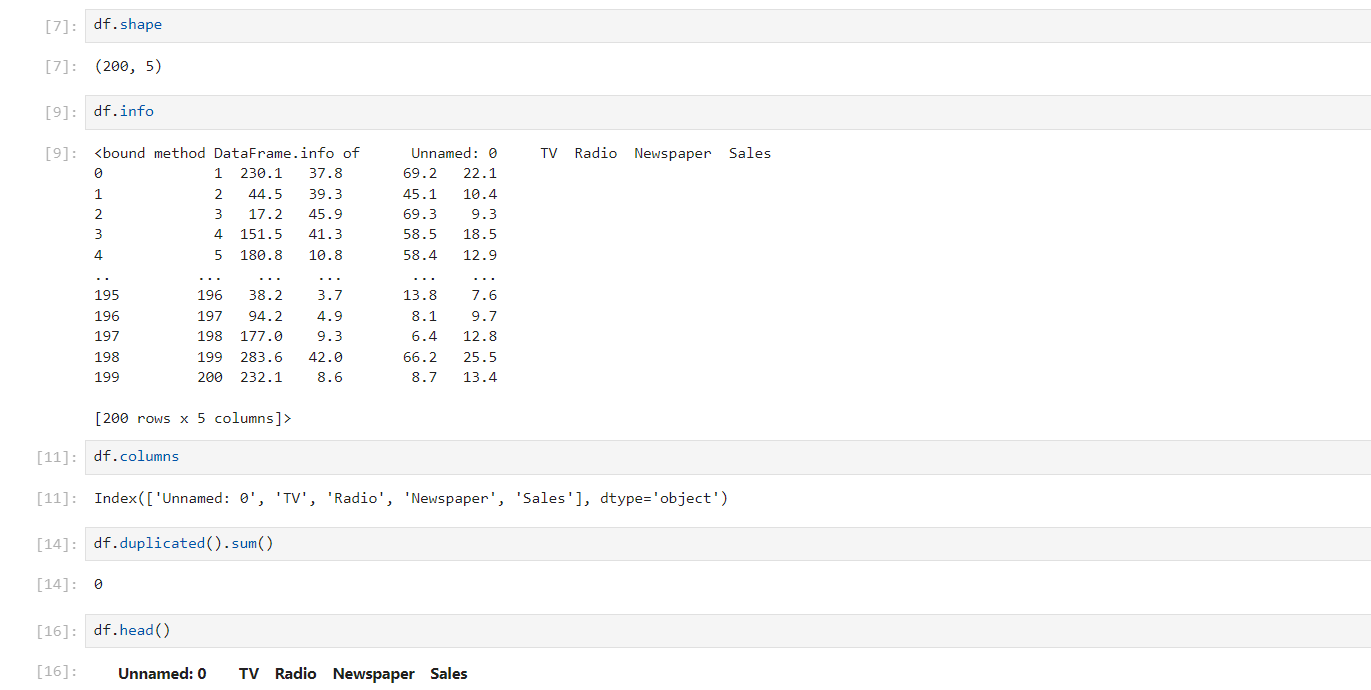 [7]: df.shape
[7]: (200, 5)
[9]: df.info
[9]: <bound method DataFrame.info of      Unnamed: 0     TV  Radio  Newspaper  Sales
0             1  230.1   37.8       69.2   22.1
1             2   44.5   39.3       45.1   10.4
2             3   17.2   45.9       69.3    9.3
3             4  151.5   41.3       58.5   18.5
4             5  180.8   10.8       58.4   12.9
..          ...    ...    ...        ...    ...
195         196   38.2    3.7       13.8    7.6
196         197   94.2    4.9        8.1    9.7
197         198  177.0    9.3        6.4   12.8
198         199  283.6   42.0       66.2   25.5
199         200  232.1    8.6        8.7   13.4
[200 rows x 5 columns]>
[11]: df.columns
[11]: Index(['Unnamed: 0', 'TV', 'Radio', 'Newspaper', 'Sales'], dtype='object')
[14]: df.duplicated().sum()
[14]: 0
[16]: df.head()
[16]: Unnamed: 0 TV Radio Newspaper Sales